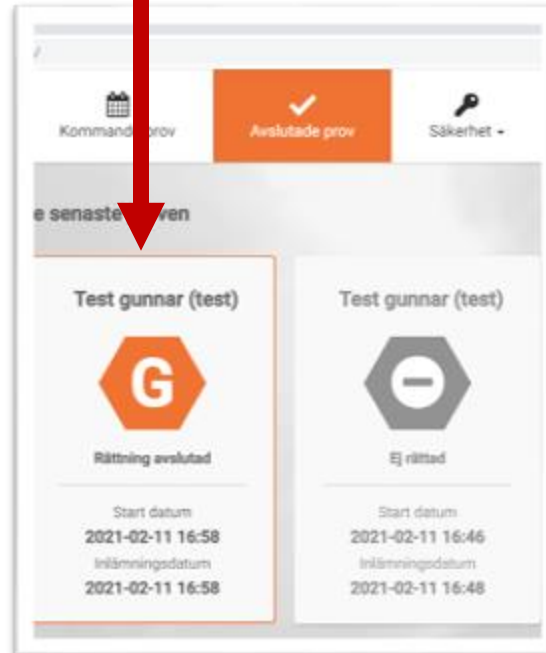 Kommande prov
Avslutade prov
Säkerhet
e senaste proven
Test gunnar (test)
G
Rättning avslutad
Start datum
2021-02-11 16:58
Inlämningsdatum
2021-02-11 16:58
Test gunnar (test)
Ej rättad
Start datum
2021-02-11 16:46
Inlämningsdatum
2021-02-11 16:48